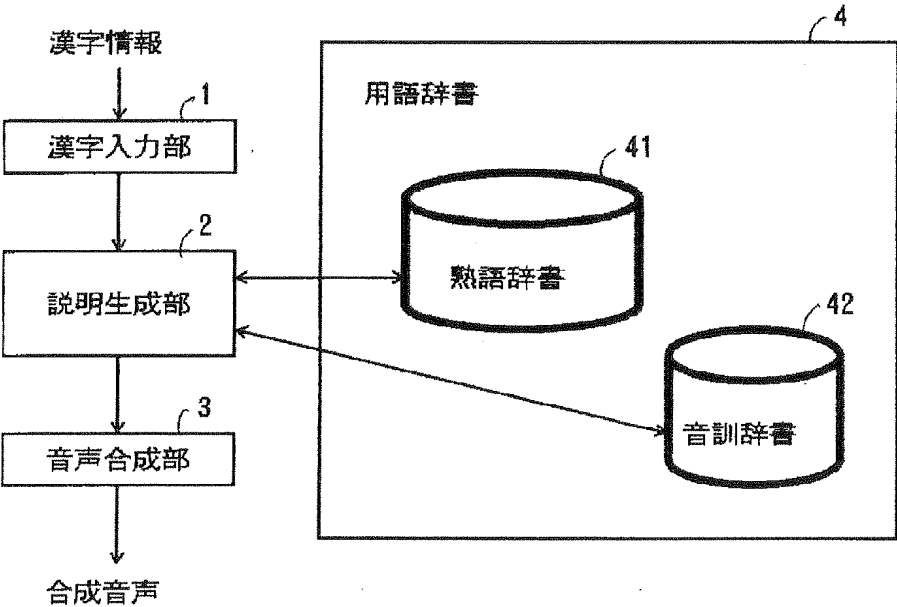 漢字情報
1
漢字入力部
2
説明生成部
3
音声合成部
合成音声
4
用語辞書
41
熟語辞書
42
音訓辞書